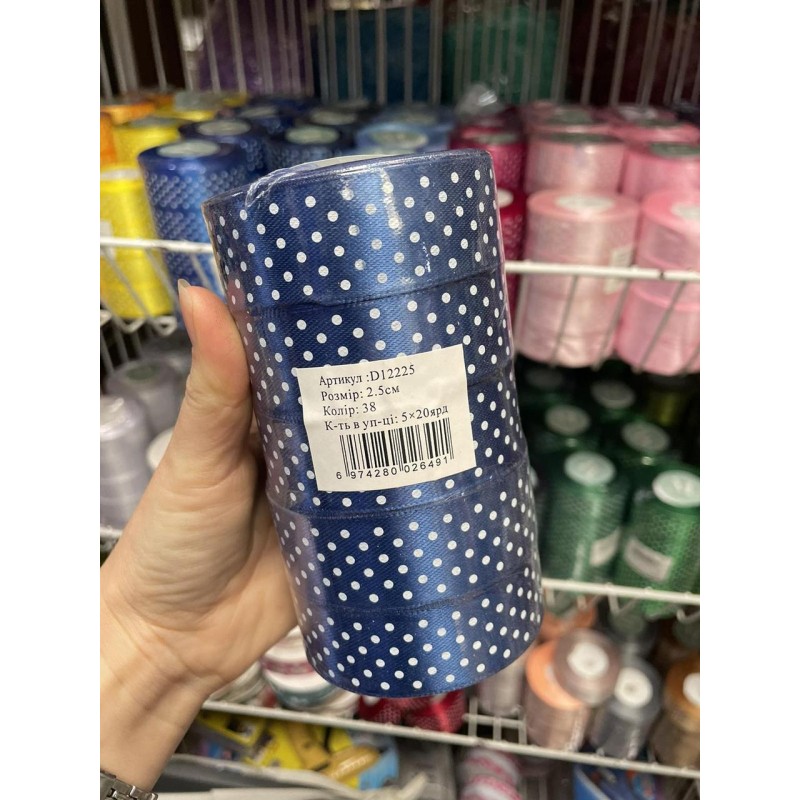 Артикул :D12225
Розмір: 2.5см
Колір: 38
К-ть в уп-ці: 5×20ярд
6 974280 026491